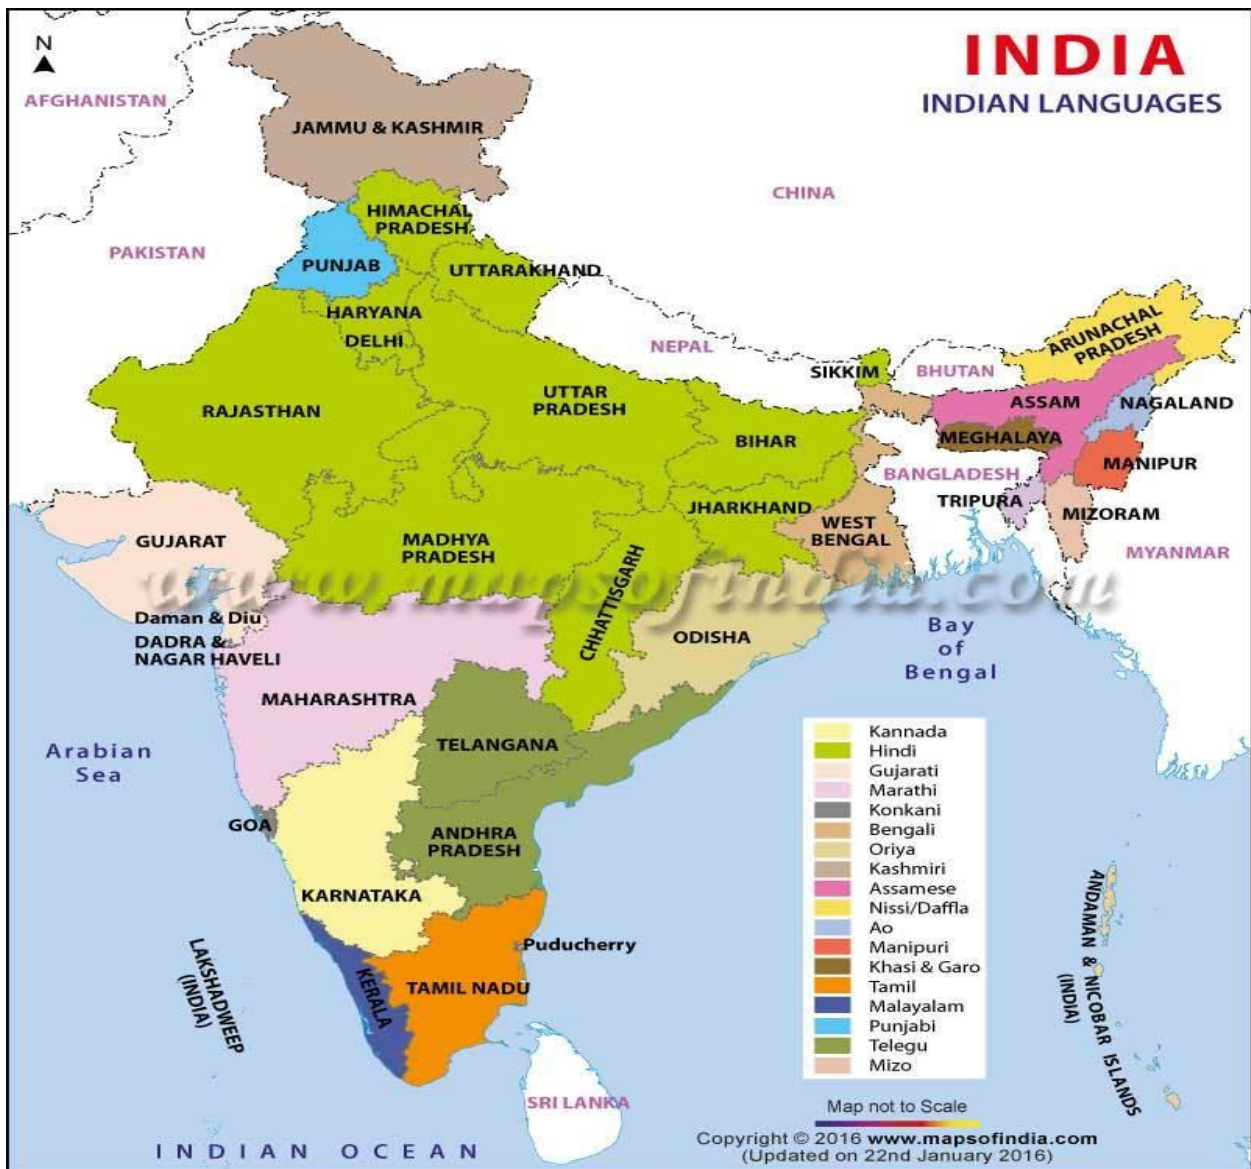 N
INDIA
INDIAN LANGUAGES
AFGHANISTAN
JAMMU & KASHMIR
CHINA
HIMACHAL
PRADESH
PAKISTAN
PUNJAB
UTTARAKHAND
HARYANA
DELHI
NEPAL
SIKKIM
BHUTAN
ARUNACHAL
PRADESH
RAJASTHAN
UTTAR
PRADESH
BIHAR
ASSAM
NAGALAND
MEGHALAYA
BANGLADESH
MANIPUR
TRIPURA
MIZORAM
MYANMAR
GUJARAT
MADHYA
PRADESH
JHARKHAND
WEST
BENGAL
CHHATTISGARH
www.mapsofindia.com
Daman & Diu
DADRA &
NAGAR HAVELI
ODISHA
Bay
of
Bengal
MAHARASHTRA
TELANGANA
Arabian
Sea
GOA
ANDHRA
PRADESH
KARNATAKA
Puducherry
LAKSHADWEEP
(INDIA)
KERALA
TAMIL NADU
SRI LANKA
INDIAN OCEAN
ANDAMAN & NICOBAR ISLANDS
(INDIA)
Kannada
Hindi
Gujarati
Marathi
Konkani
Bengali
Oriya
Kashmiri
Assamese
Nissi/Daffla
Ao
Manipuri
Khasi & Garo
Tamil
Malayalam
Punjabi
Telegu
Mizo
Map not to Scale
Copyright © 2016 www.mapsofindia.com
(Updated on 22nd January 2016)